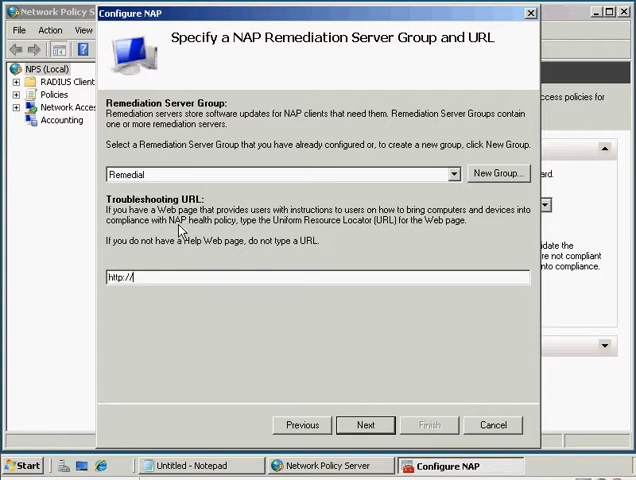 Network Policy S
File Action View
NPS (Local)
RADIUS Client
Policies
Network Acces
Accounting
Configure NAP
Specify a NAP Remediation Server Group and URL
Remediation Server Group:
Remediation servers store software updates for NAP clients that need them. Remediation Server Groups contain
one or more remediation servers.
Select a Remediation Server Group that you have already configured or, to create a new group, click New Group.
Remedial
New Group...
Troubleshooting URL:
If you have a Web page that provides users with instructions to users on how to bring computers and devices into
compliance with NAP health policy, type the Uniform Resource Locator (URL) for the Web page.
If you do not have a Help Web page, do not type a URL.
http://
Previous Next Finish Cancel
ccess policies for
ard.
idate the
re not compliant
into compliance.
Start Untitled - Notepad Network Policy Server Configure NAP